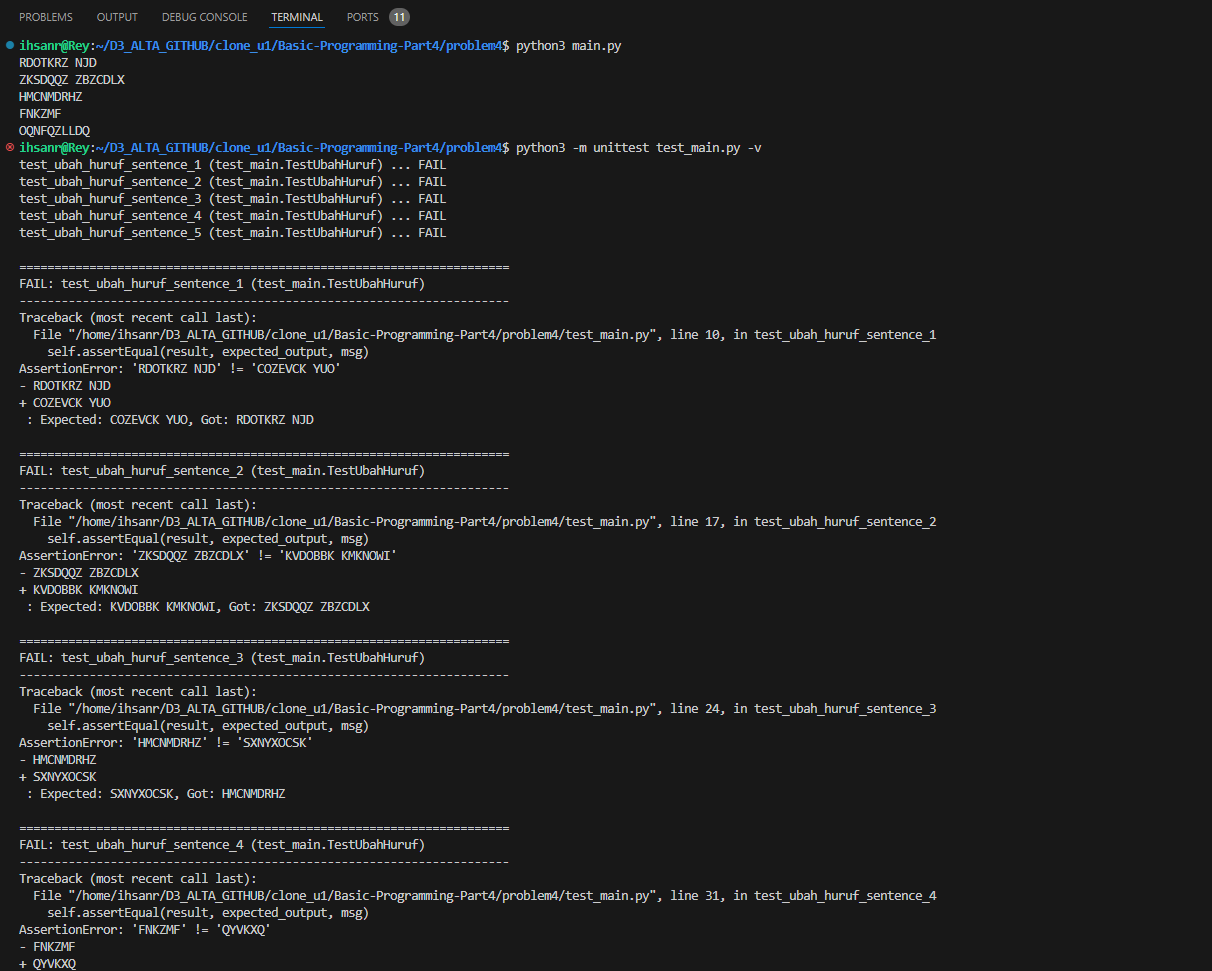 PROBLEMS OUTPUT DEBUG CONSOLE TERMINAL PORTS 11
ihsanr@Rey:~/D3_ALTA_GITHUB/clone_u1/Basic-Programming-Part4/problem4$ python3 main.py
RDOTKRZ NJD
ZKSDQQZ ZBZCDLX
HMCNMDRHZ
FNKZMF
OQNFQZLLDQ
ihsanr@Rey:~/D3_ALTA_GITHUB/clone_u1/Basic-Programming-Part4/problem4$ python3 -m unittest test_main.py -v
test_ubah_huruf_sentence_1 (test_main.TestUbahHuruf) ... FAIL
test_ubah_huruf_sentence_2 (test_main.TestUbahHuruf) ... FAIL
test_ubah_huruf_sentence_3 (test_main.TestUbahHuruf) ... FAIL
test_ubah_huruf_sentence_4 (test_main.TestUbahHuruf) ... FAIL
test_ubah_huruf_sentence_5 (test_main.TestUbahHuruf) ... FAIL
======================================================================
FAIL: test_ubah_huruf_sentence_1 (test_main.TestUbahHuruf)
----------------------------------------------------------------------
Traceback (most recent call last):
  File "/home/ihsanr/D3_ALTA_GITHUB/clone_u1/Basic-Programming-Part4/problem4/test_main.py", line 10, in test_ubah_huruf_sentence_1
    self.assertEqual(result, expected_output, msg)
AssertionError: 'RDOTKRZ NJD' != 'COZEVCK YUO'
- RDOTKRZ NJD
+ COZEVCK YUO
 : Expected: COZEVCK YUO, Got: RDOTKRZ NJD
======================================================================
FAIL: test_ubah_huruf_sentence_2 (test_main.TestUbahHuruf)
----------------------------------------------------------------------
Traceback (most recent call last):
  File "/home/ihsanr/D3_ALTA_GITHUB/clone_u1/Basic-Programming-Part4/problem4/test_main.py", line 17, in test_ubah_huruf_sentence_2
    self.assertEqual(result, expected_output, msg)
AssertionError: 'ZKSDQQZ ZBZCDLX' != 'KVDOBBK KMKNOWI'
- ZKSDQQZ ZBZCDLX
+ KVDOBBK KMKNOWI
 : Expected: KVDOBBK KMKNOWI, Got: ZKSDQQZ ZBZCDLX
======================================================================
FAIL: test_ubah_huruf_sentence_3 (test_main.TestUbahHuruf)
----------------------------------------------------------------------
Traceback (most recent call last):
  File "/home/ihsanr/D3_ALTA_GITHUB/clone_u1/Basic-Programming-Part4/problem4/test_main.py", line 24, in test_ubah_huruf_sentence_3
    self.assertEqual(result, expected_output, msg)
AssertionError: 'HMCNMDRHZ' != 'SXNYXOCSK'
- HMCNMDRHZ
+ SXNYXOCSK
 : Expected: SXNYXOCSK, Got: HMCNMDRHZ
======================================================================
FAIL: test_ubah_huruf_sentence_4 (test_main.TestUbahHuruf)
----------------------------------------------------------------------
Traceback (most recent call last):
  File "/home/ihsanr/D3_ALTA_GITHUB/clone_u1/Basic-Programming-Part4/problem4/test_main.py", line 31, in test_ubah_huruf_sentence_4
    self.assertEqual(result, expected_output, msg)
AssertionError: 'FNKZMF' != 'QYVKXQ'
- FNKZMF
+ QYVKXQ